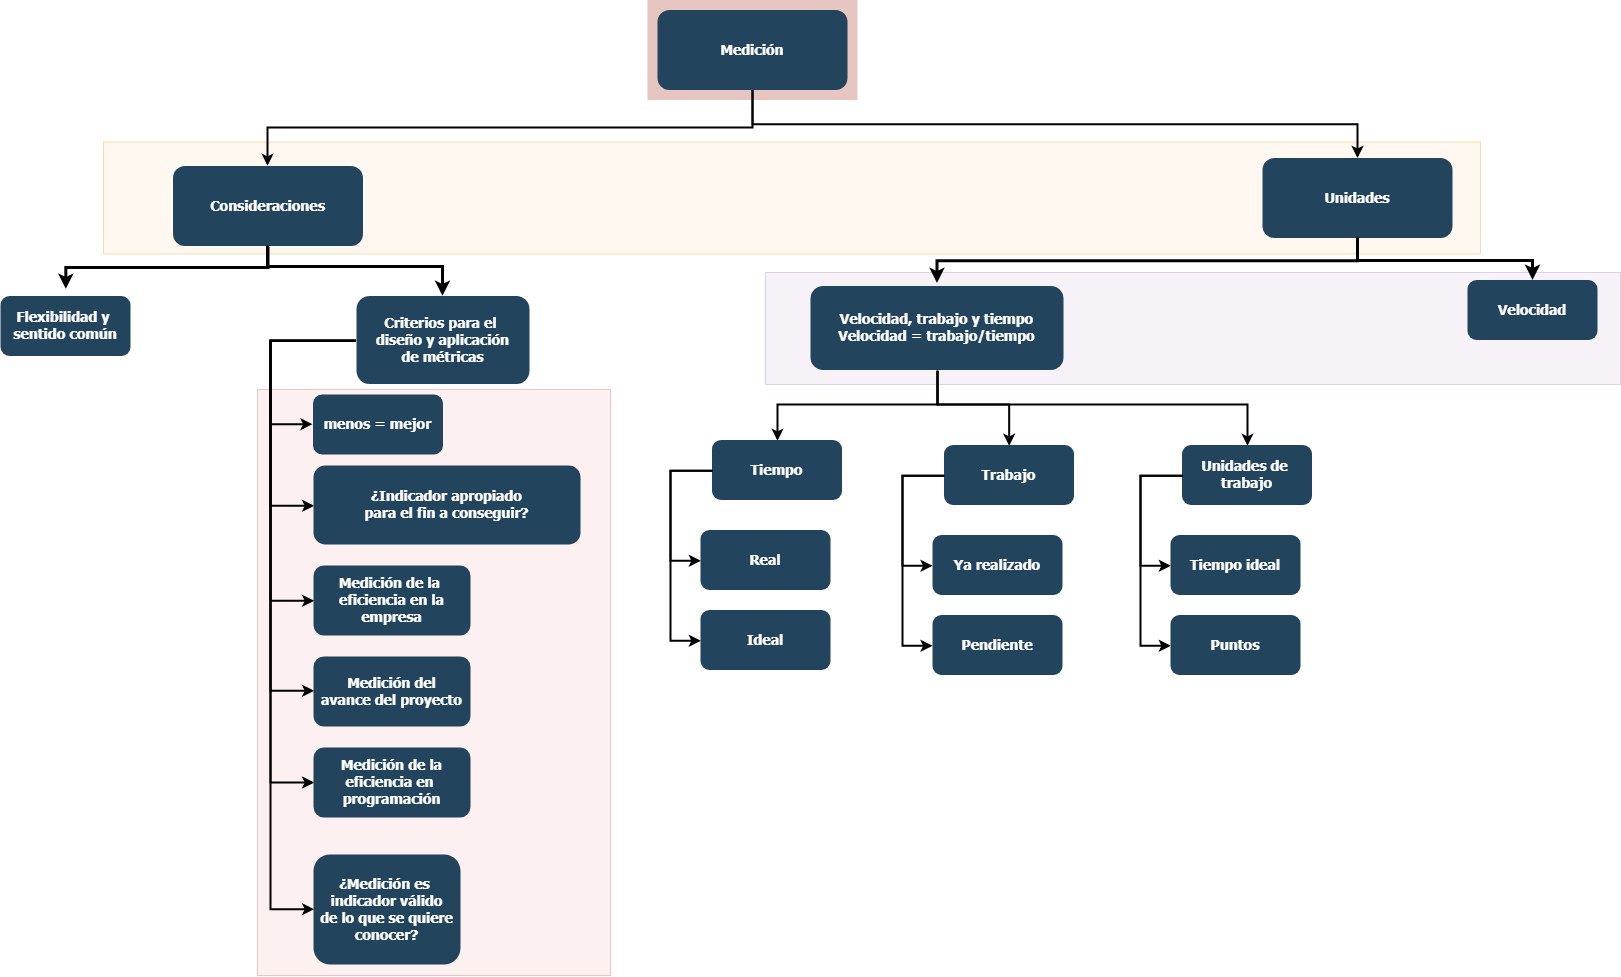 Medición
Consideraciones
Unidades
Flexibilidad y
sentido común
Criterios para el
diseño y aplicación
de métricas
Velocidad, trabajo y tiempo
Velocidad = trabajo/tiempo
Velocidad
menos = mejor
¿Indicador apropiado
para el fin a conseguir?
Medición de la
eficiencia en la
empresa
Medición del
avance del proyecto
Medición de la
eficiencia en
programación
¿Medición es
indicador válido
de lo que se quiere
conocer?
Tiempo
Real
Ideal
Trabajo
Ya realizado
Pendiente
Unidades de
trabajo
Tiempo ideal
Puntos